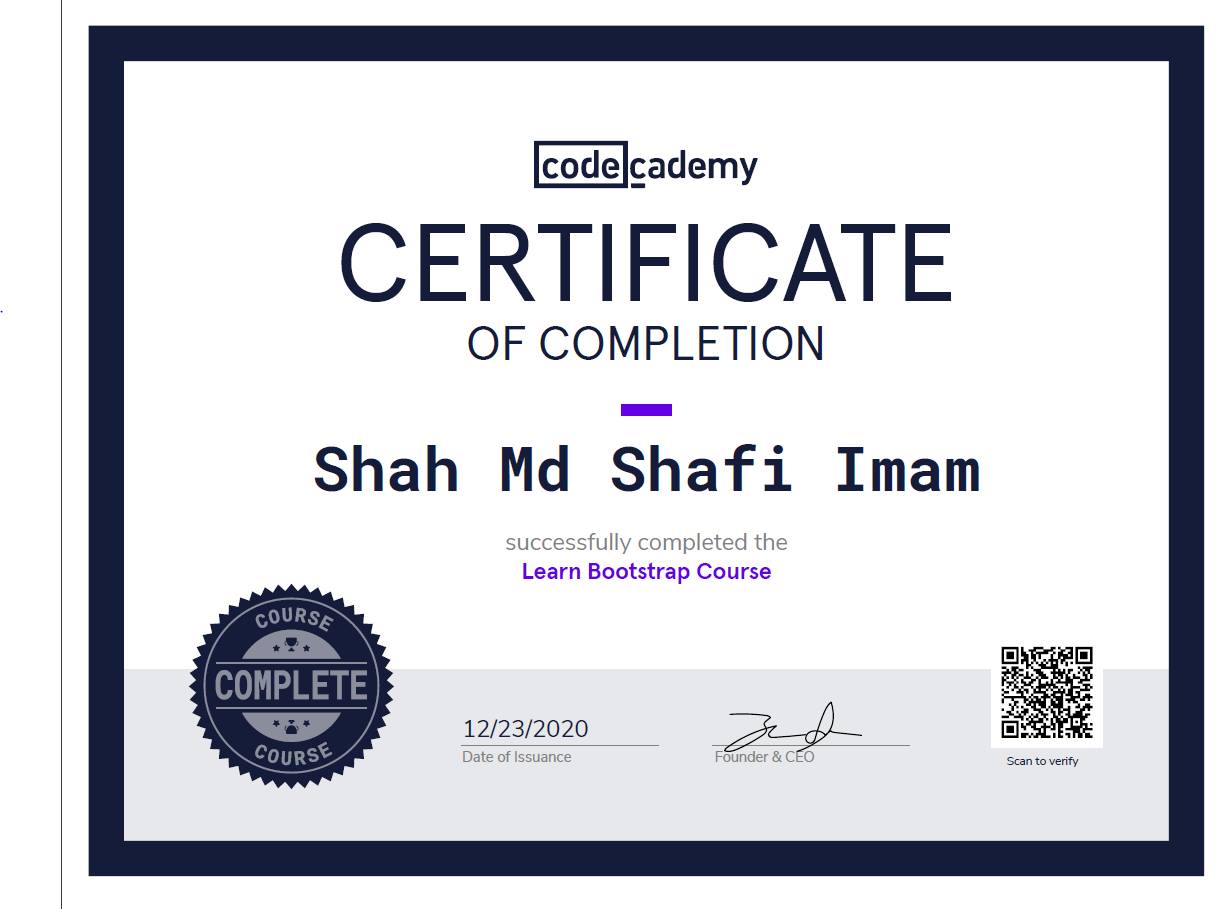 codecademy
CERTIFICATE
OF COMPLETION
Shah Md Shafi Imam
successfully completed the
Learn Bootstrap Course
COURSE
COMPLETE
COURSE
12/23/2020
Date of Issuance
Founder & CEO
Scan to verify